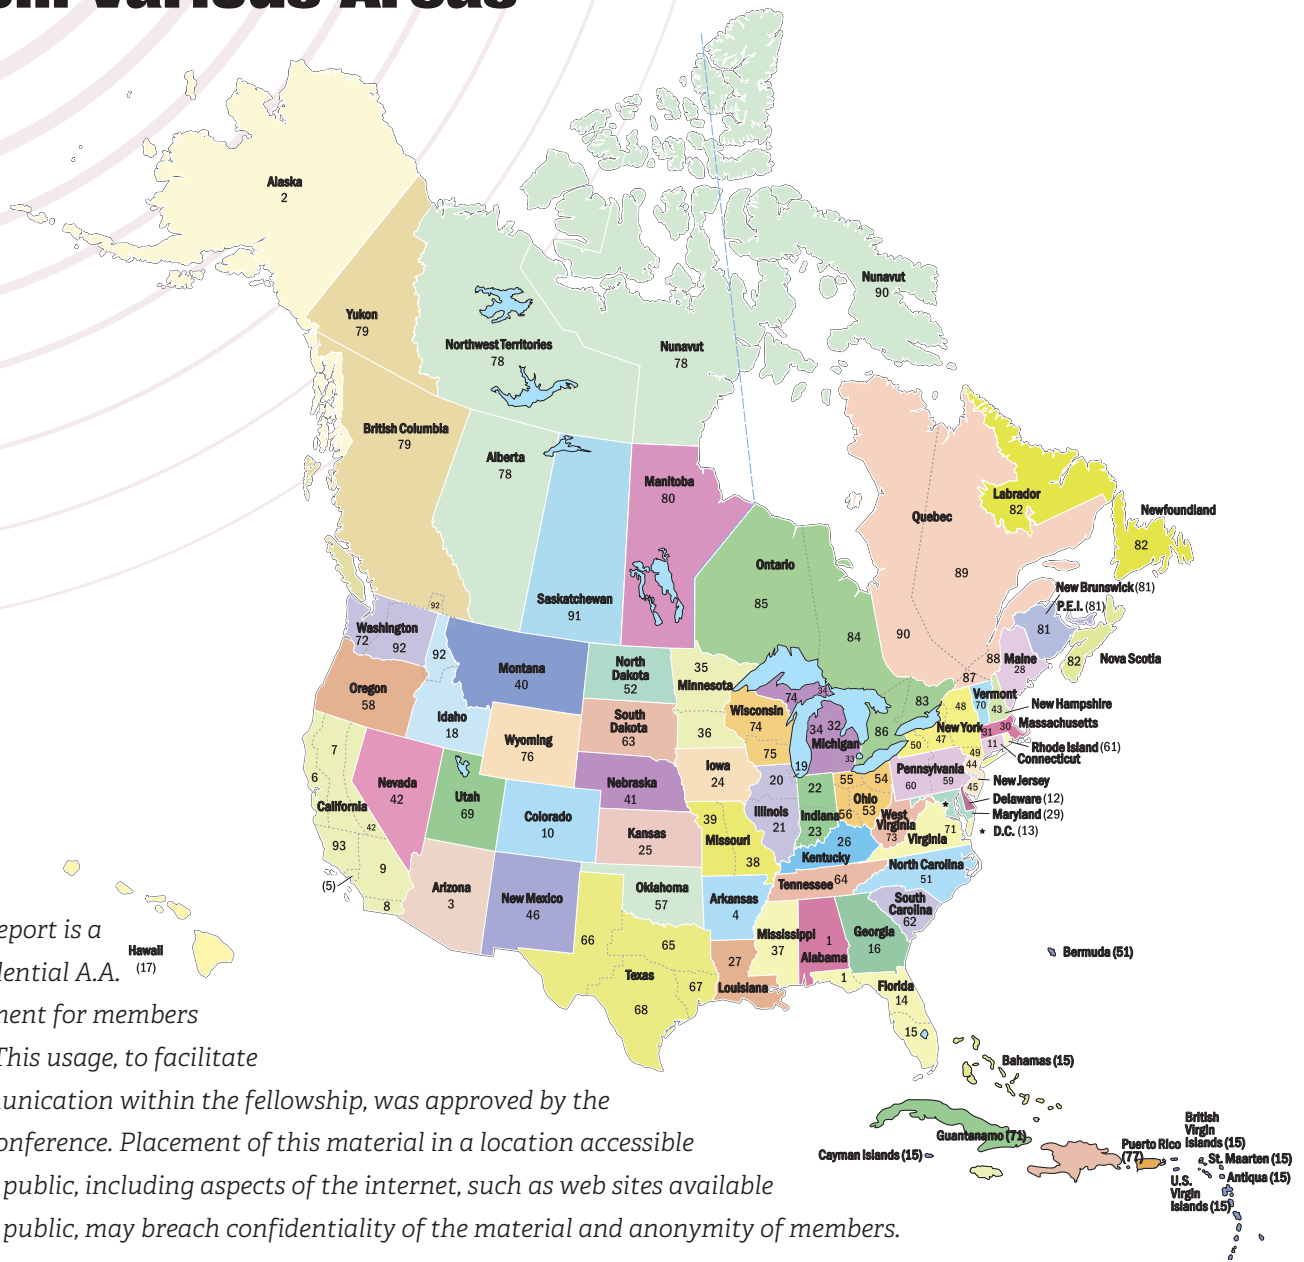 Various Areas
Alaska
2
Yukon
79
Northwest Territories
78
Nunavut
78
Nunavut
90
British Columbia
79
Alberta
78
Saskatchewan
91
Manitoba
80
Ontario
85
84
83
86
Quebec
89
90
88
87
Labrador
82
Newfoundland
82
New Brunswick (81)
P.E.I. (81)
81
Nova Scotia
82
Maine
28
Vermont
70
43
New Hampshire
Massachusetts
31
30
11
Rhode Island (61)
Connecticut
New York
48
47
50
49
44
New Jersey
45
Pennsylvania
60
59
Delaware (12)
Maryland (29)
★ D.C. (13)
★
Washington
72
92
92
92
Oregon
58
Idaho
18
Montana
40
North
Dakota
52
South
Dakota
63
Minnesota
35
36
Wisconsin
74
75
74
34
34
32
Michigan
33
19
Wyoming
76
Nebraska
41
Iowa
24
Illinois
20
21
Indiana
22
23
Ohio
55
54
56
53
West
Virginia
73
Virginia
71
Kentucky
26
California
7
6
42
93
9
(5)
8
Nevada
42
Utah
69
Colorado
10
Kansas
25
Missouri
39
38
Tennessee 64
North Carolina
51
South
Carolina
62
Arizona
3
New Mexico
46
Oklahoma
57
Arkansas
4
Mississippi
37
1
Alabama
1
Georgia
16
Florida
14
15
Texas
66
65
67
68
27
Louisiana
Hawaii
(17)
Bermuda (51)
Bahamas (15)
Guantanamo (71)
Cayman Islands (15)
Puerto Rico
(77)
British
Virgin
Islands (15)
St. Maarten (15)
Antiqua (15)
U.S.
Virgin
Islands (15)
eport is a
dential A.A.
ment for members
This usage, to facilitate
unication within the fellowship, was approved by the
onference. Placement of this material in a location accessible
public, including aspects of the internet, such as web sites available
public, may breach confidentiality of the material and anonymity of members.